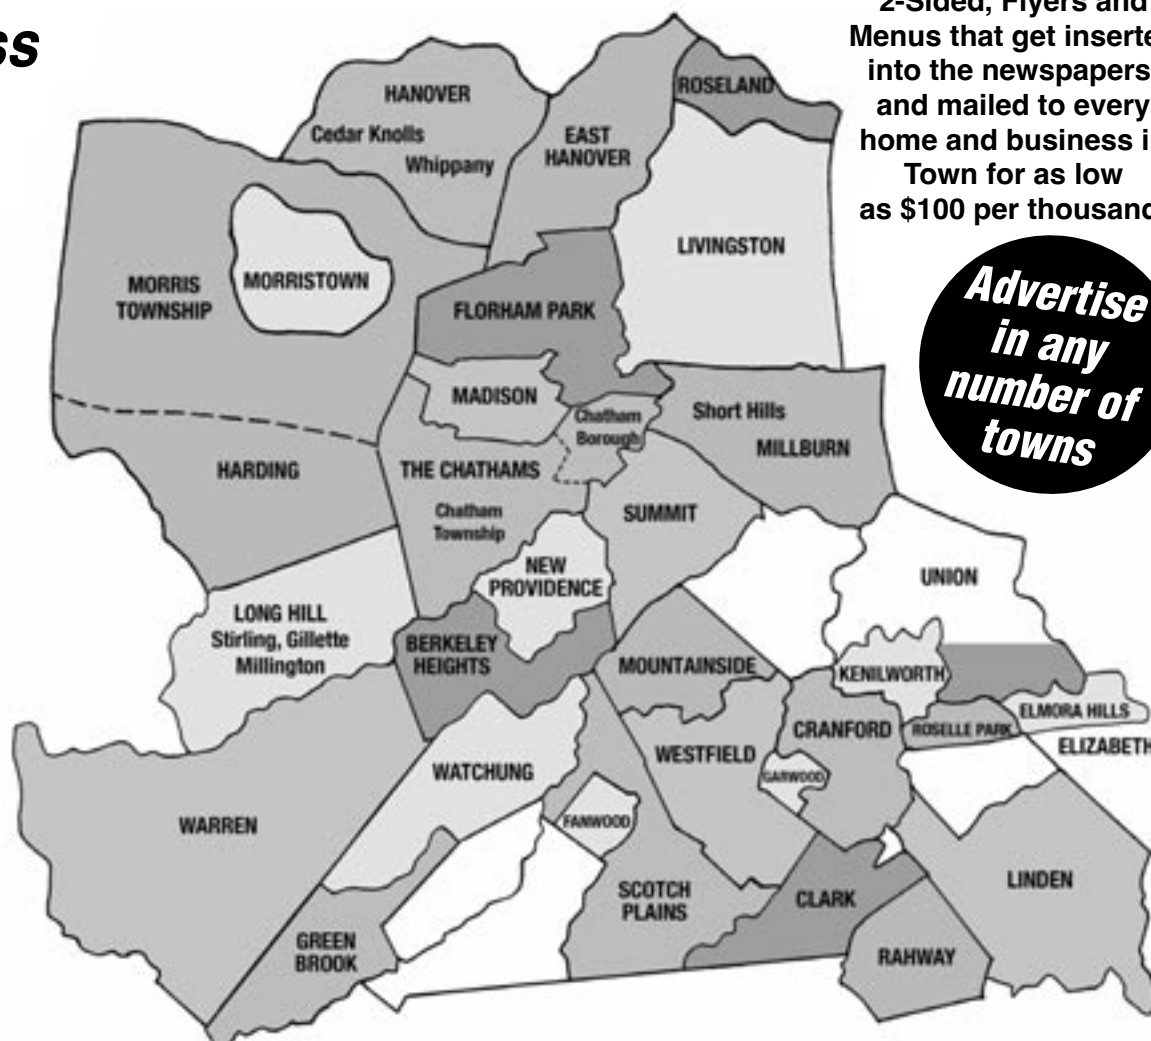 ss
2-Sided, Flyers and
Menus that get inserte
into the newspapers
and mailed to every
home and business i
Town for as low
as $100 per thousand
Advertise
in any
number of
towns
HANOVER
Cedar Knolls
Whippany
EAST
HANOVER
ROSELAND
LIVINGSTON
MORRIS
TOWNSHIP
MORRISTOWN
FLORHAM PARK
MADISON
Chatham
Borough
Short Hills
MILLBURN
HARDING
THE CHATHAMS
Chatham
Township
SUMMIT
NEW
PROVIDENCE
UNION
LONG HILL
Stirling, Gillette
Millington
BERKELEY
HEIGHTS
MOUNTAINSIDE
KENILWORTH
ELMORA HILLS
CRANFORD
ROSELLE PARK
ELIZABETH
WESTFIELD
GARWOOD
WATCHUNG
WARREN
FANWOOD
SCOTCH
PLAINS
CLARK
LINDEN
GREEN
BROOK
RAHWAY